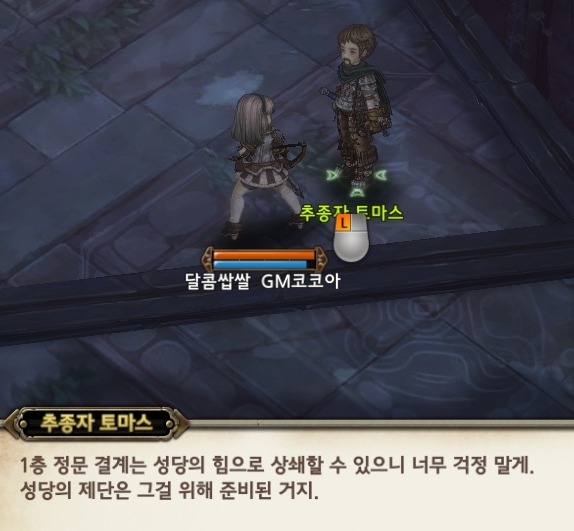 추종자 토마스
L
달콤쌉쌀 GM코코아
추종자 토마스
1층 정문 결계는 성당의 힘으로 상쇄할 수 있으니 너무 걱정 말게.
성당의 제단은 그걸 위해 준비된 거지.